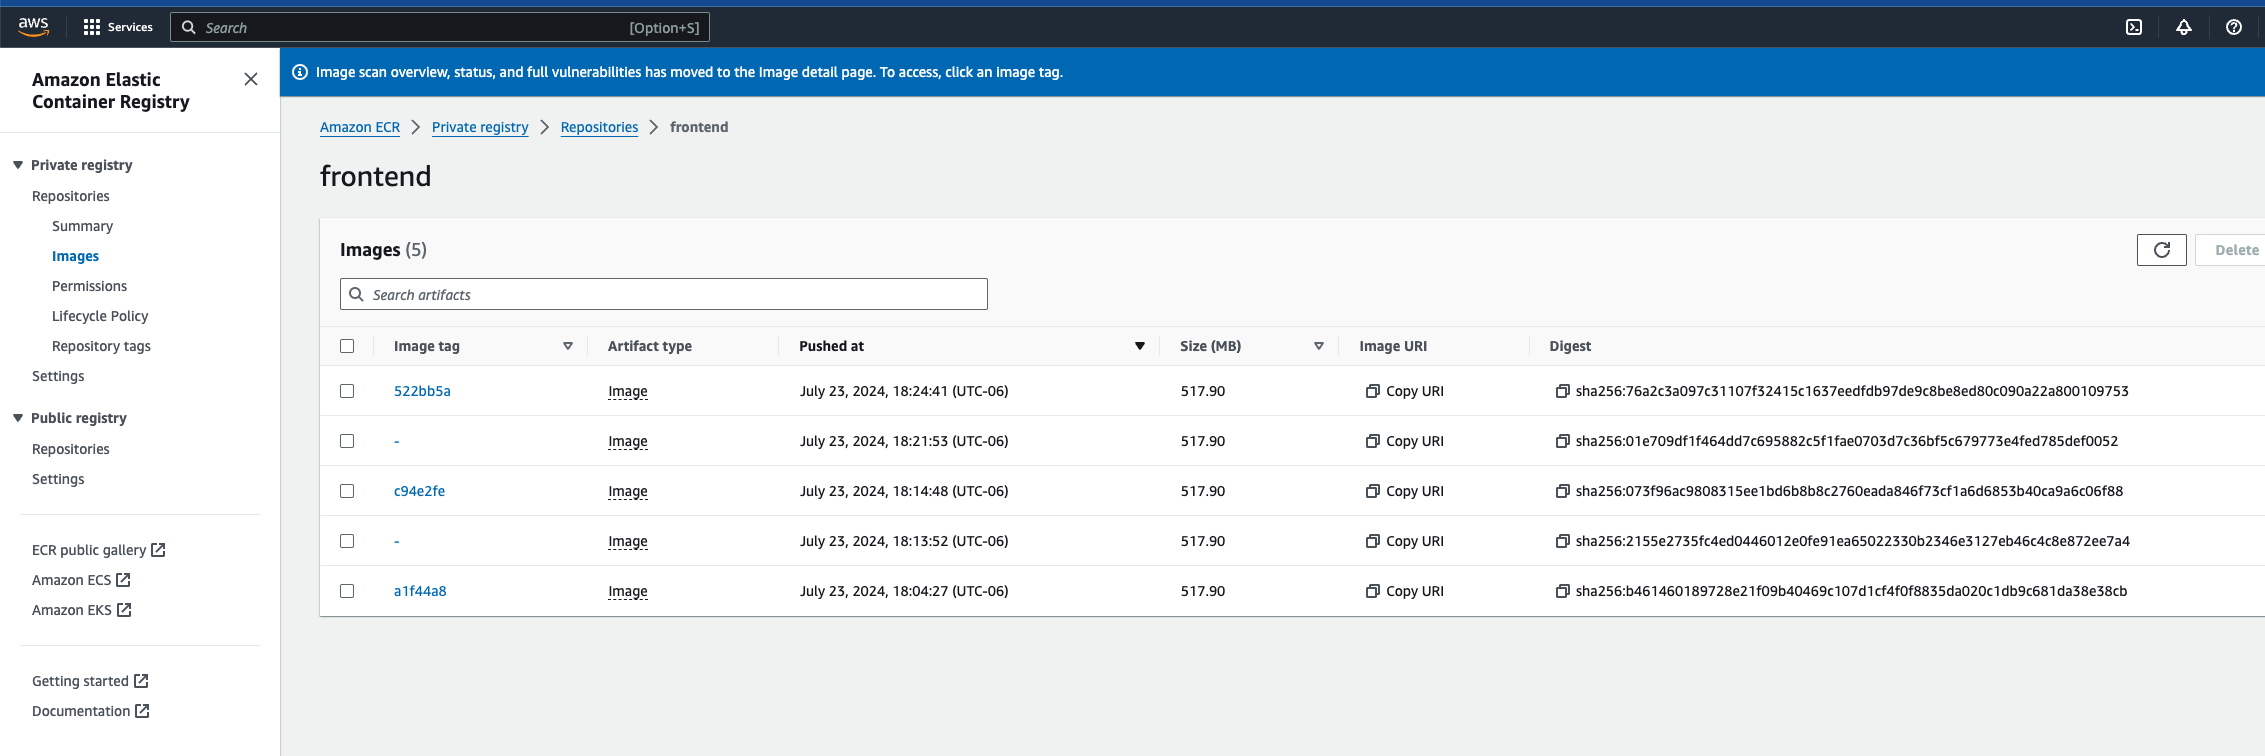 aws
Services
Search
[Option+S]
Amazon Elastic
Container Registry
Private registry
Repositories
Summary
Images
Permissions
Lifecycle Policy
Repository tags
Settings
Public registry
Repositories
Settings
ECR public gallery
Amazon ECS
Amazon EKS
Getting started
Documentation
Image scan overview, status, and full vulnerabilities has moved to the Image detail page. To access, click an image tag.
Amazon ECR > Private registry > Repositories > frontend
frontend
Images (5)
Delete
Search artifacts
Image tag Artifact type Pushed at Size (MB) Image URI Digest
522bb5a Image July 23, 2024, 18:24:41 (UTC-06) 517.90 Copy URI sha256:76a2c3a097c31107f32415c1637eedfdb97de9c8be8ed80c090a22a800109753
- Image July 23, 2024, 18:21:53 (UTC-06) 517.90 Copy URI sha256:01e709df1f464dd7c695882c5f1fae0703d7c36bf5c679773e4fed785def0052
c94e2fe Image July 23, 2024, 18:14:48 (UTC-06) 517.90 Copy URI sha256:073f96ac9808315ee1bd6b8b8c2760eada846f73cf1a6d6853b40ca9a6c06f88
- Image July 23, 2024, 18:13:52 (UTC-06) 517.90 Copy URI sha256:2155e2735fc4ed0446012e0fe91ea65022330b2346e3127eb46c4c8e872ee7a4
a1f44a8 Image July 23, 2024, 18:04:27 (UTC-06) 517.90 Copy URI sha256:b461460189728e21f09b40469c107d1cf4f0f8835da020c1db9c681da38e38cb